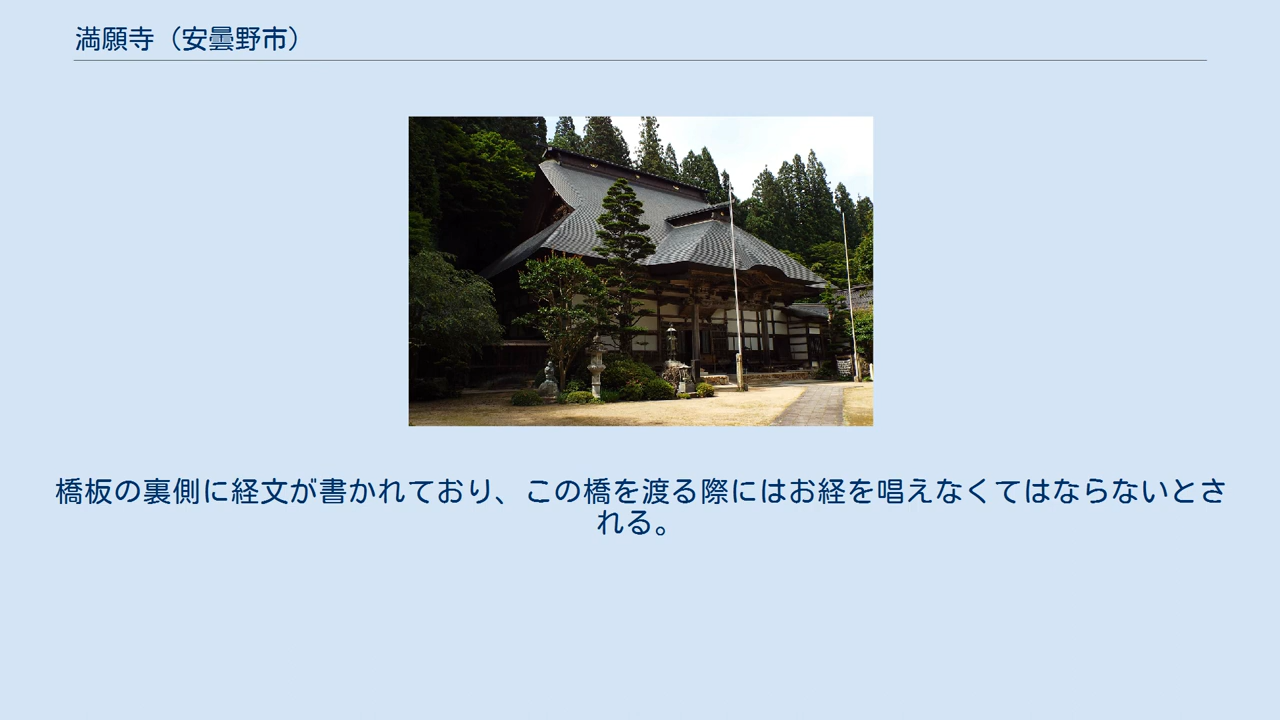 満願寺（安曇野市）
橋板の裏側に経文が書かれており、この橋を渡る際にはお経を唱えなくてはならないとさ
れる。